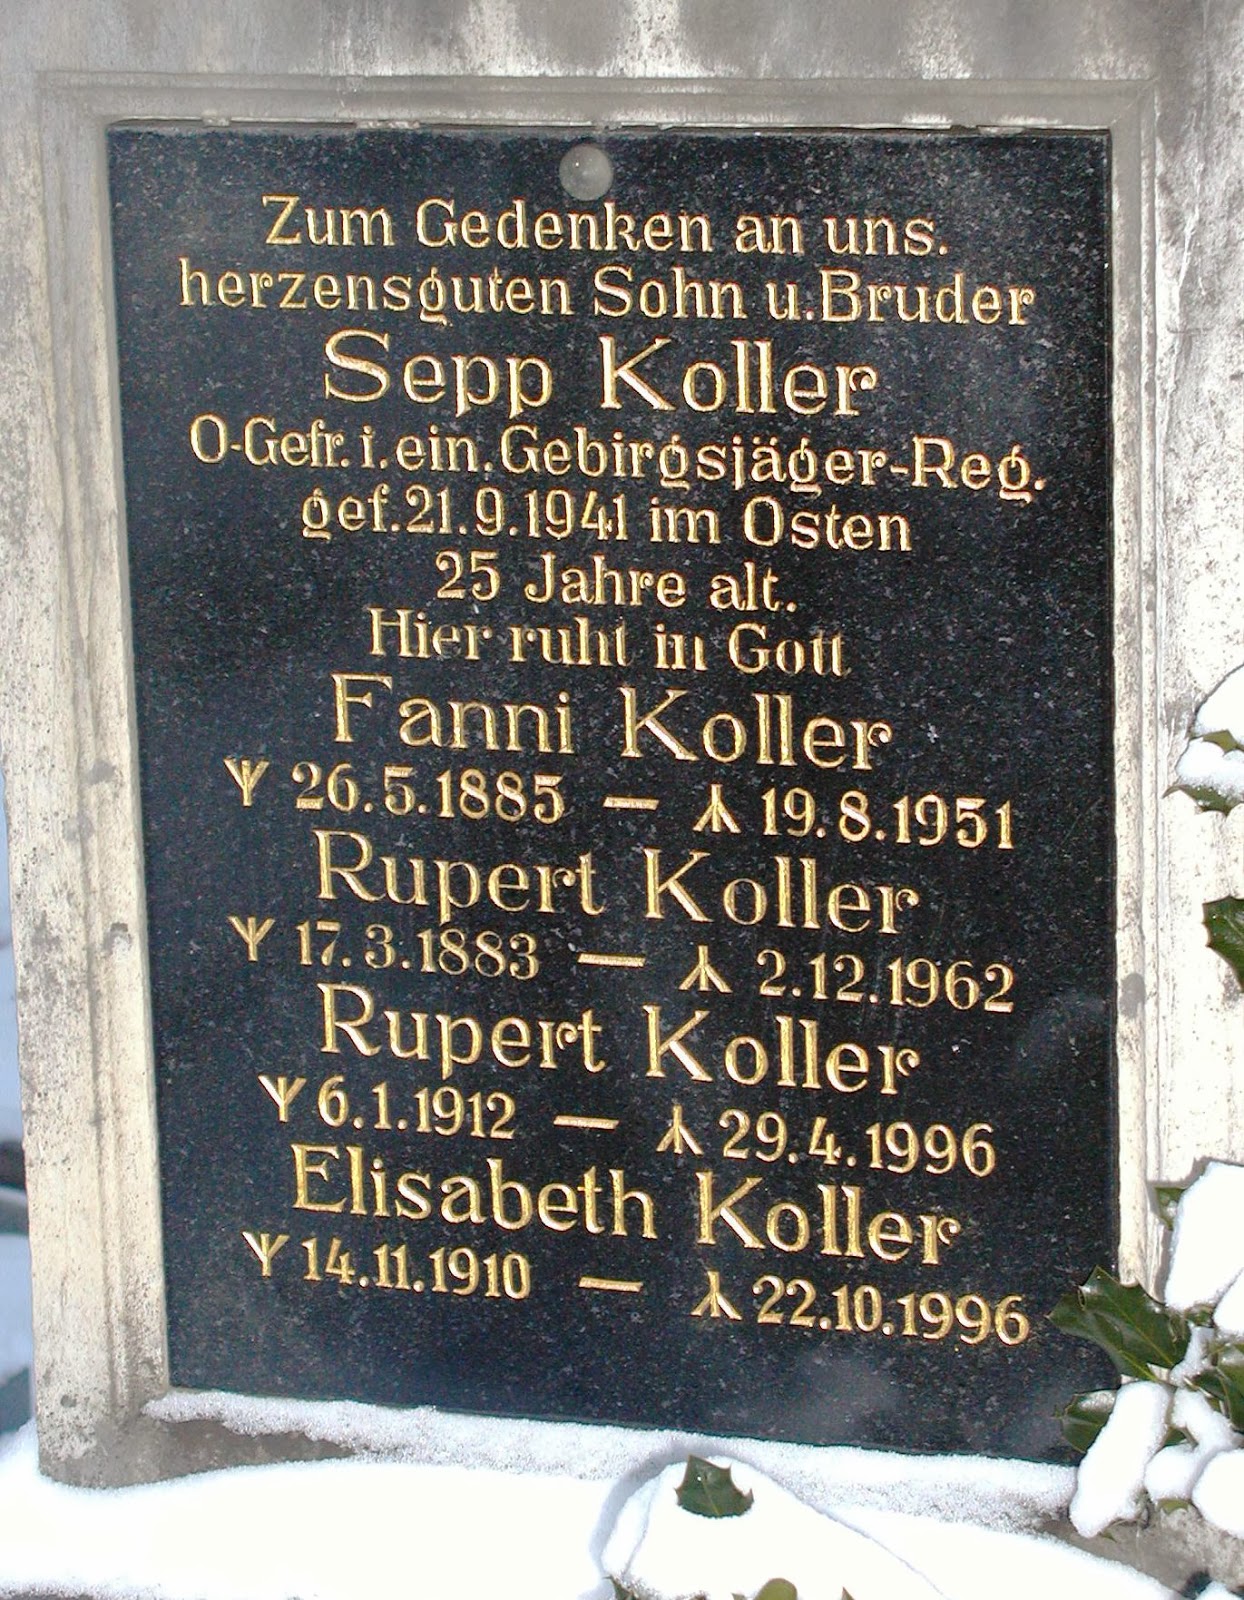 Zum Gedenken an uns.
herzensguten Sohn u. Bruder
Sepp Koller
O-Gefr. i. ein. Gebirgsjäger-Reg.
gef. 21.9.1941 im Osten
25 Jahre alt.
Hier ruht in Gott
Fanni Koller
ᛉ 26.5.1885 — ᛦ 19.8.1951
Rupert Koller
ᛉ 17.3.1883 — ᛦ 2.12.1962
Rupert Koller
ᛉ 6.1.1912 — ᛦ 29.4.1996
Elisabeth Koller
ᛉ 14.11.1910 — ᛦ 22.10.1996